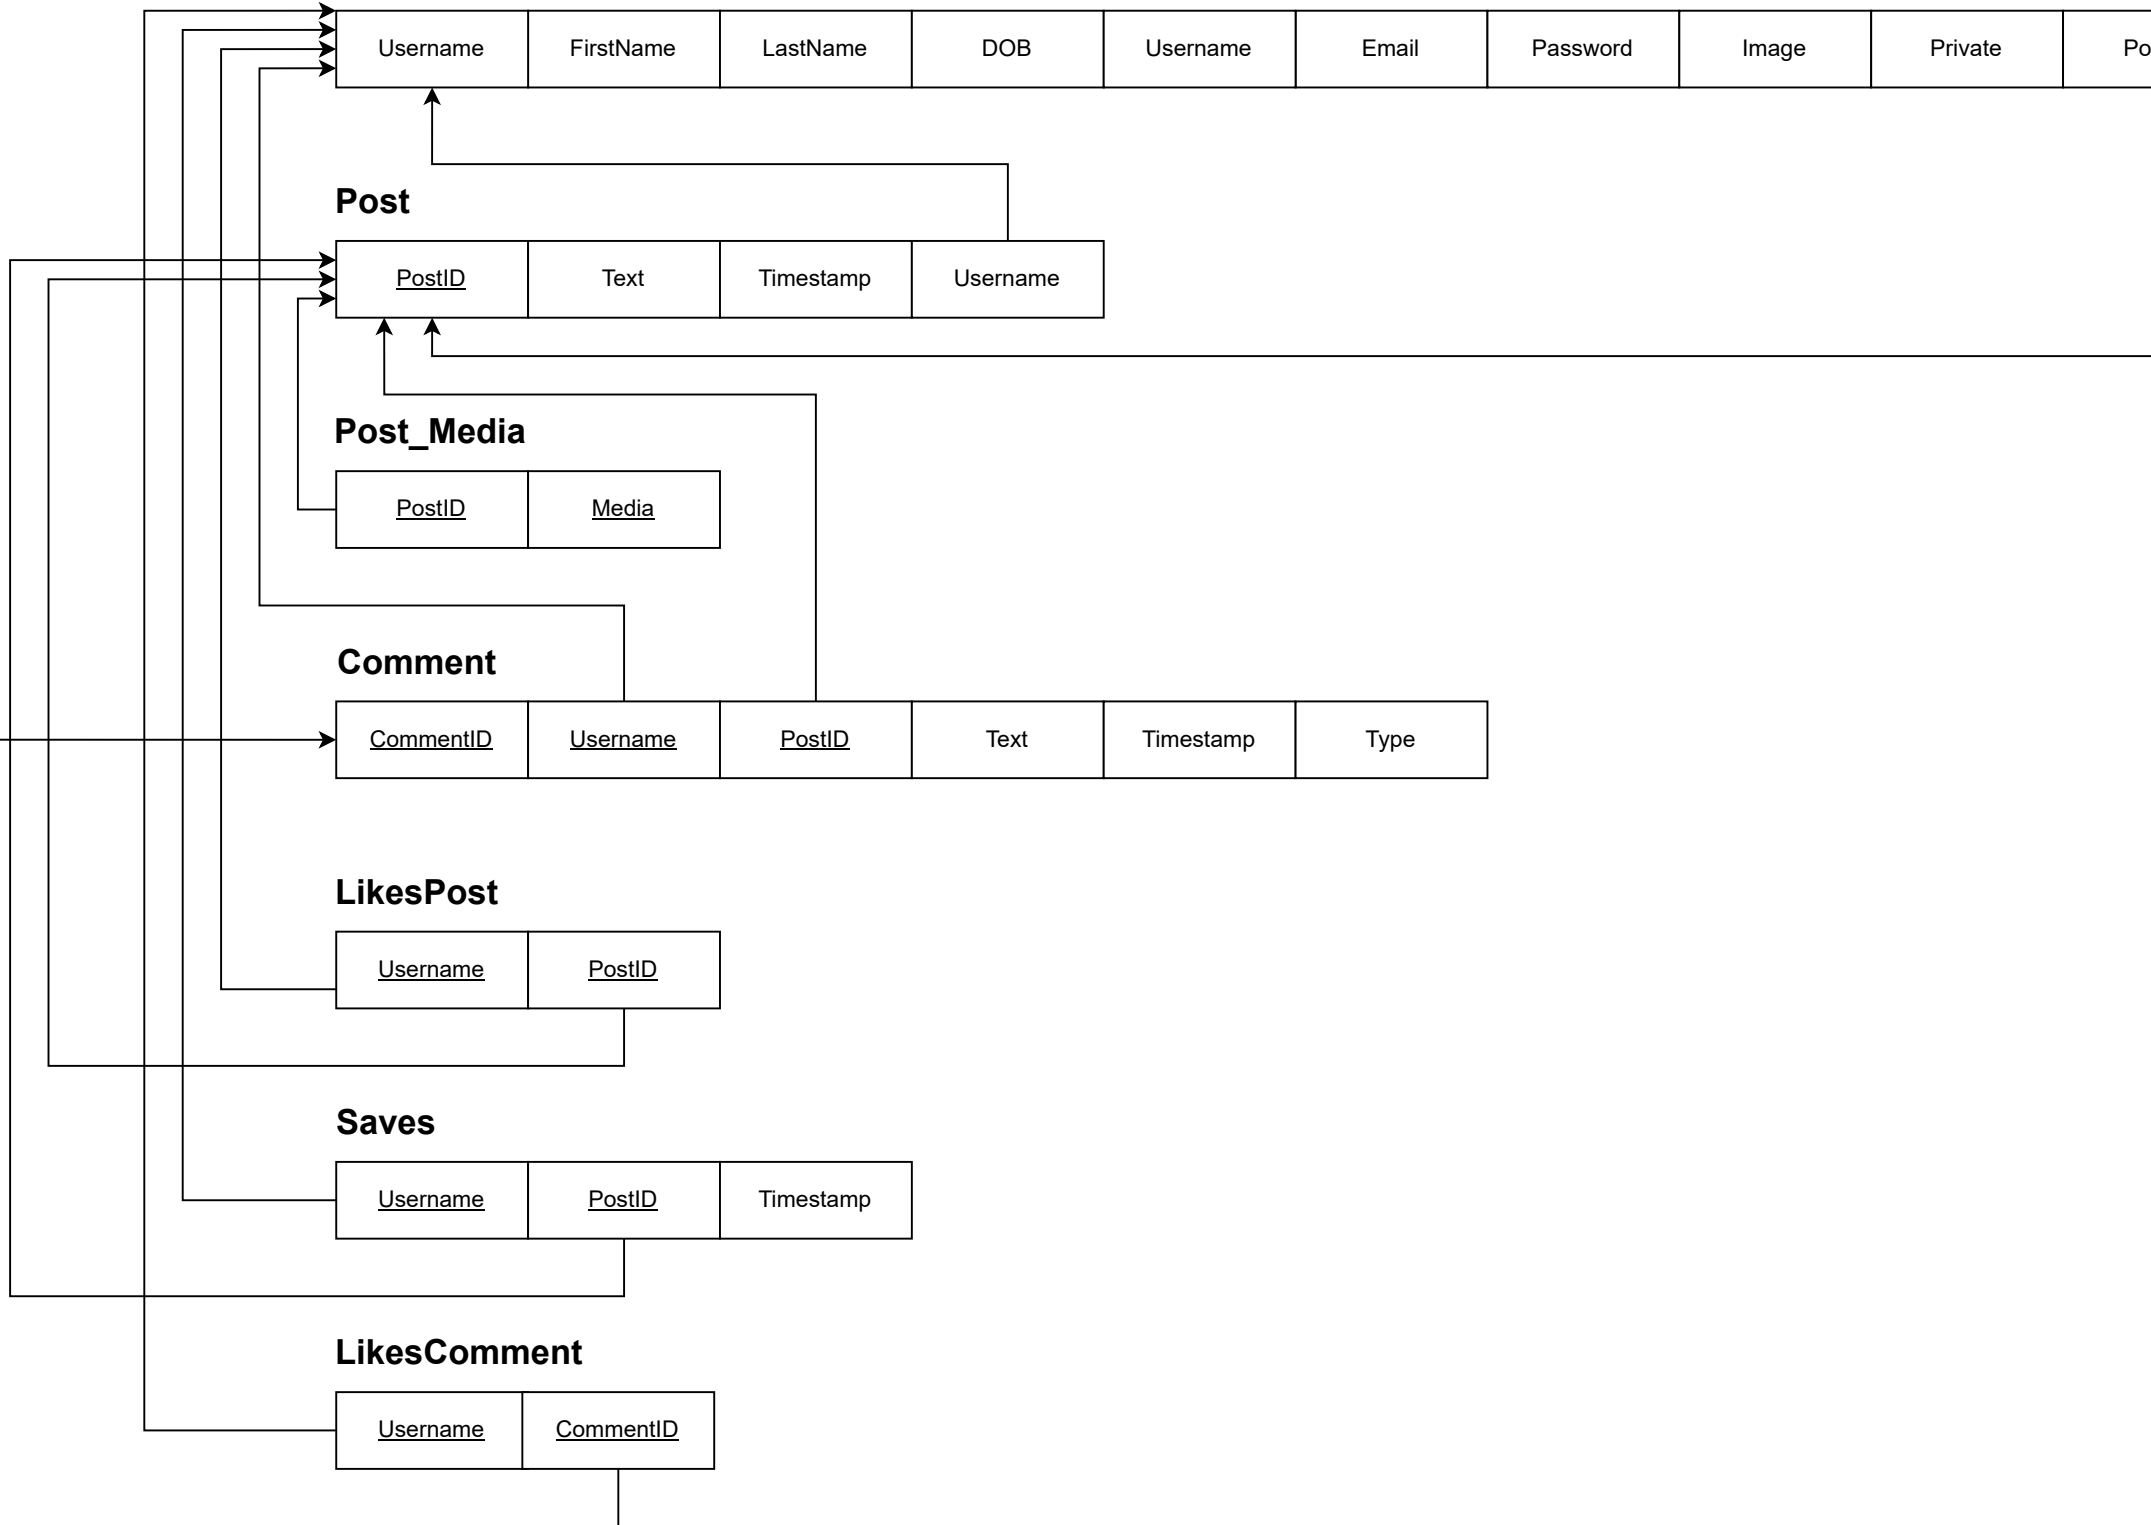 Username FirstName LastName DOB Username Email Password Image Private
Post
PostID Text Timestamp Username
Post_Media
PostID Media
Comment
CommentID Username PostID Text Timestamp Type
LikesPost
Username PostID
Saves
Username PostID Timestamp
LikesComment
Username CommentID